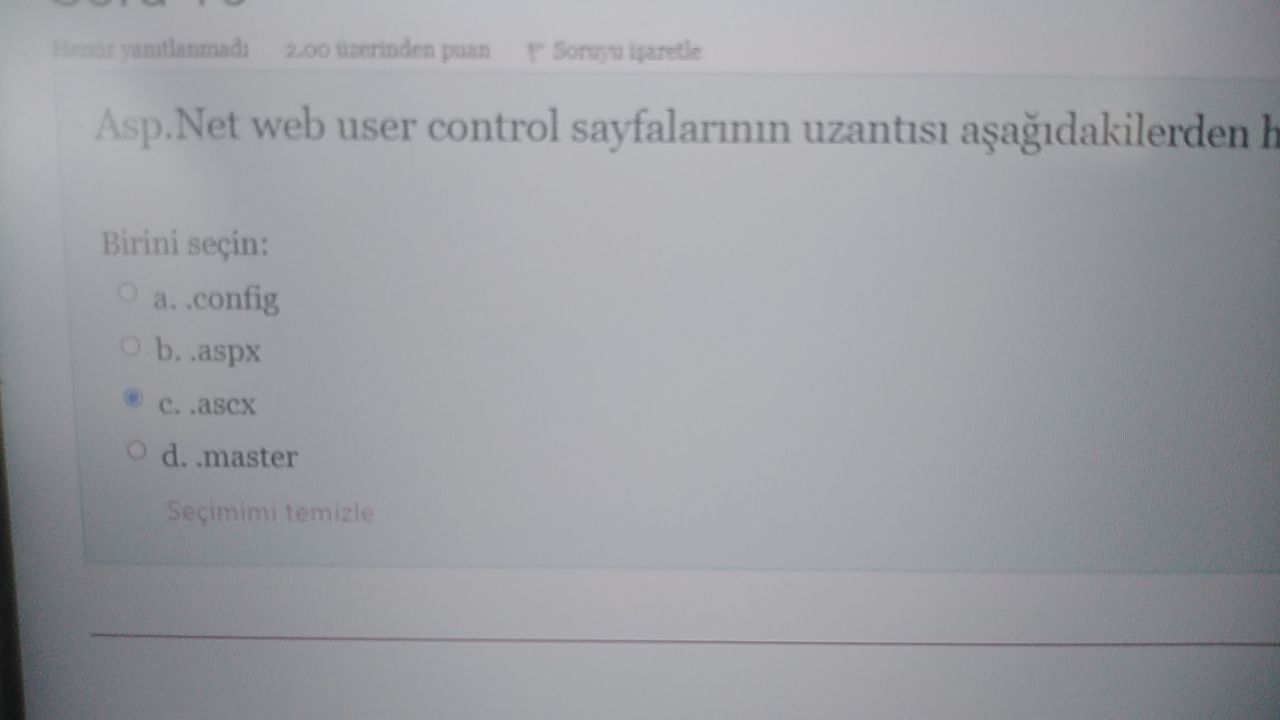 Henüz yanıtlanmadı 2.00 üzerinden puan Soruyu işaretle
Asp.Net web user control sayfalarının uzantısı aşağıdakilerden
Birini seçin:
a. .config
b. .aspx
c. .ascx
d. .master
Seçimimi temizle